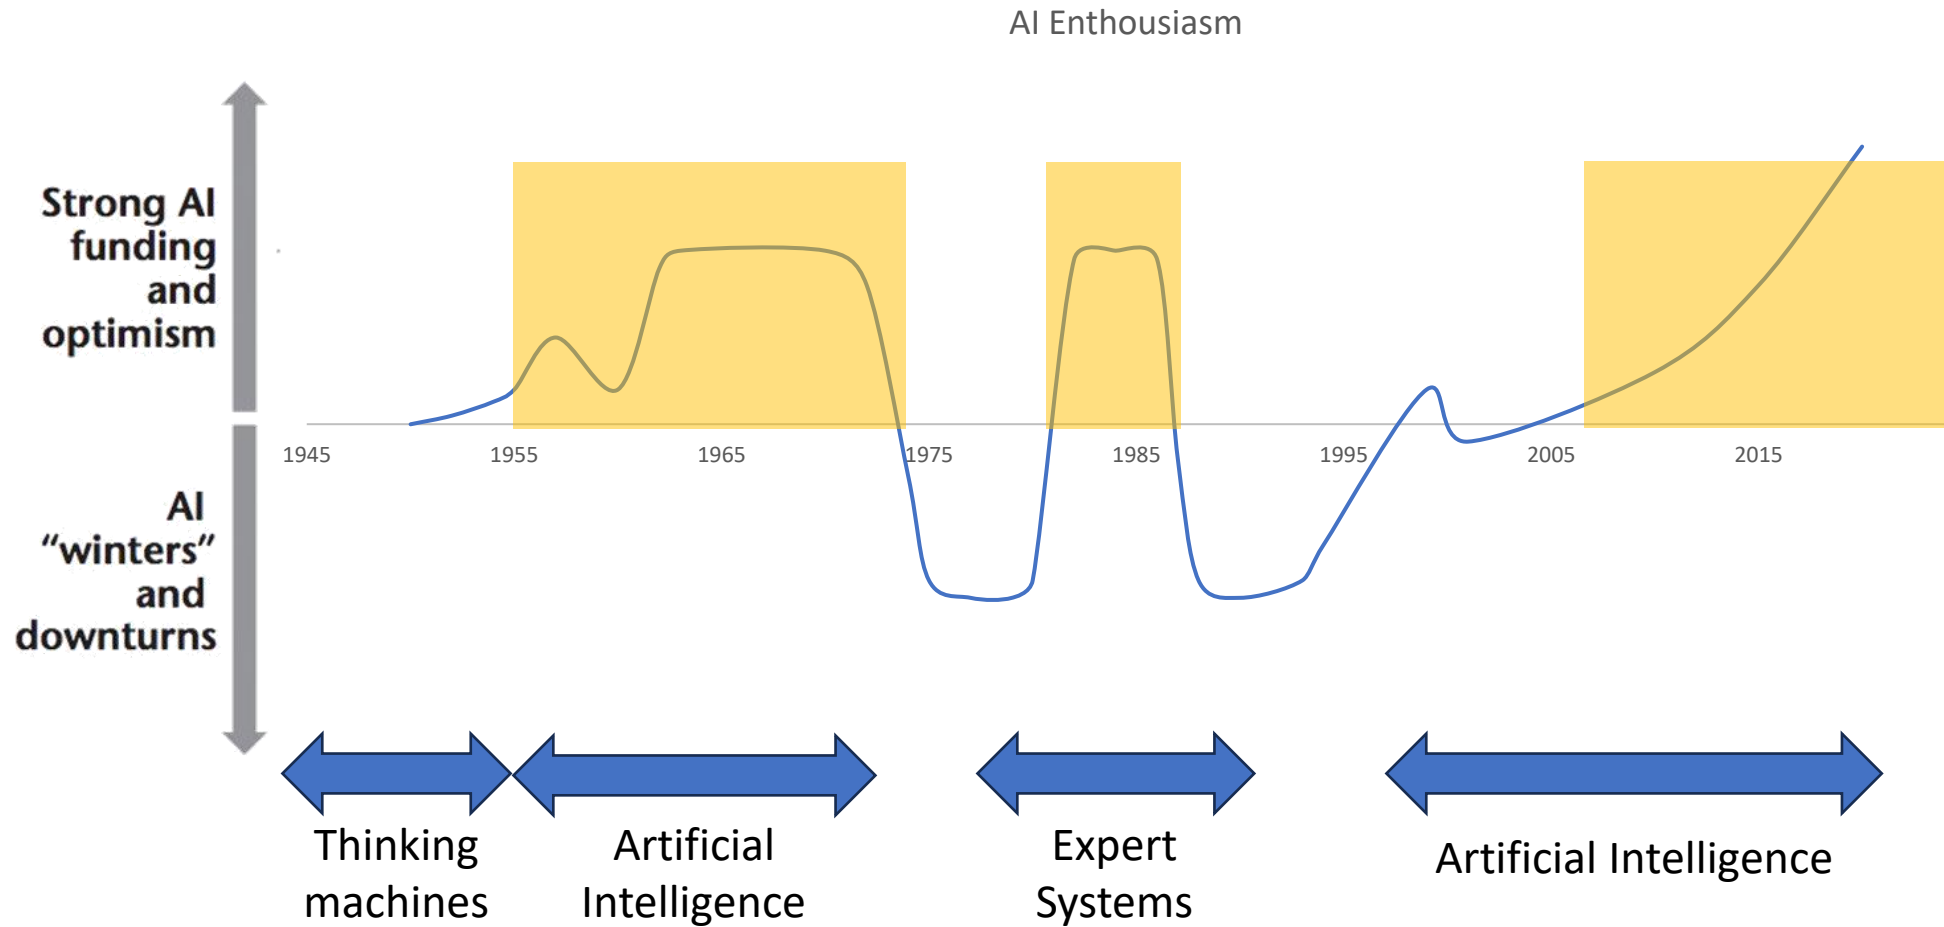 AI Enthousiasm
Strong AI
funding
and
optimism
1945 1955 1965 1975 1985 1995 2005 2015
AI
“winters”
and
downturns
Thinking
machines
Artificial
Intelligence
Expert
Systems
Artificial Intelligence